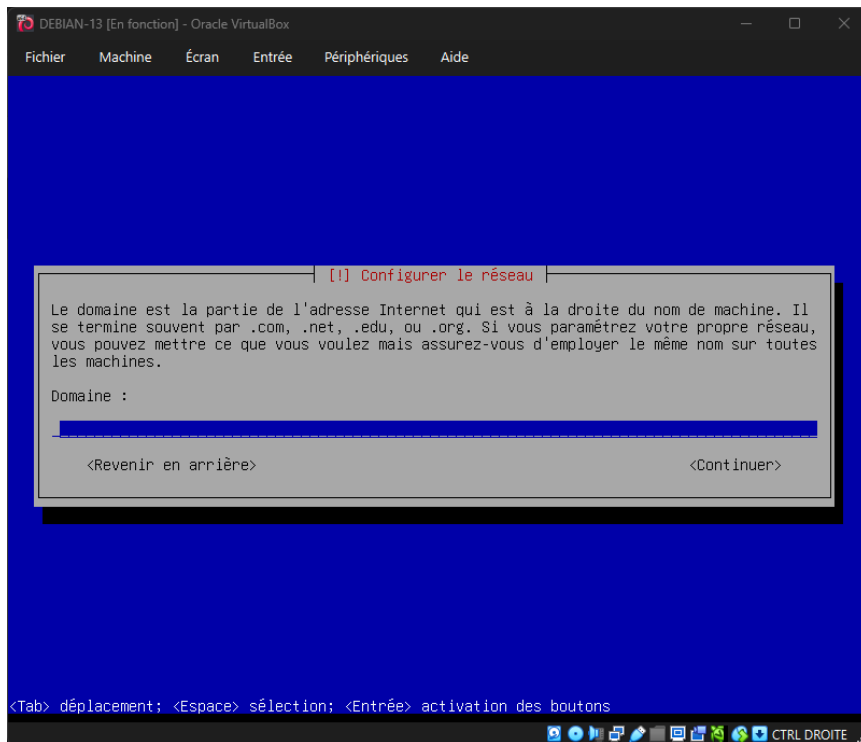 DEBIAN-13 [En fonction] - Oracle VirtualBox
Fichier Machine Écran Entrée Périphériques Aide
[!] Configurer le réseau
Le domaine est la partie de l'adresse Internet qui est à la droite du nom de machine. Il
se termine souvent par .com, .net, .edu, ou .org. Si vous paramétrez votre propre réseau,
vous pouvez mettre ce que vous voulez mais assurez-vous d'employer le même nom sur toutes
les machines.
Domaine :
<Revenir en arrière> <Continuer>
<Tab> déplacement; <Espace> sélection; <Entrée> activation des boutons
CTRL DROITE